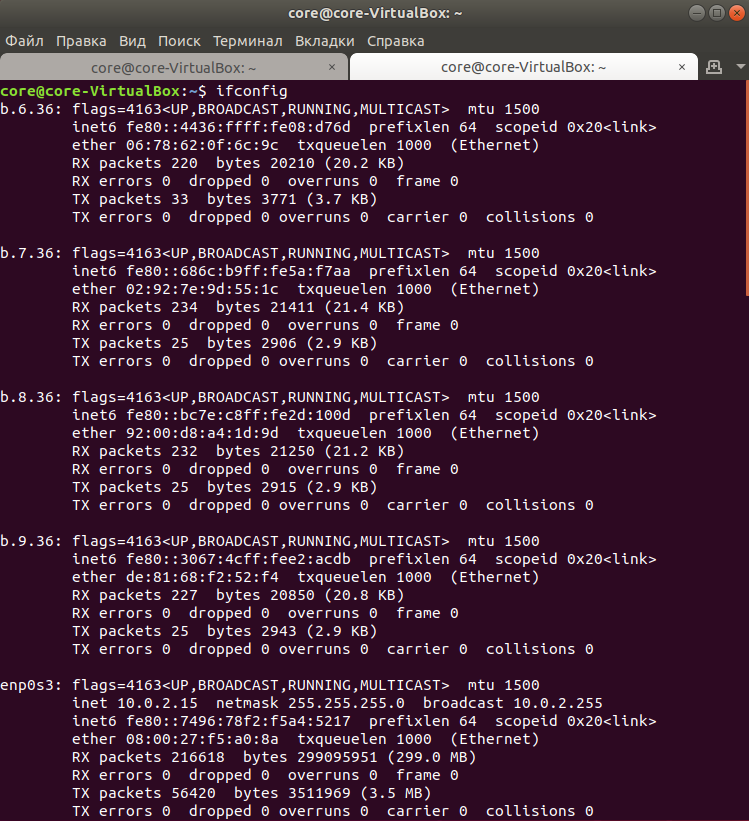 core@core-VirtualBox: ~
Файл Правка Вид Поиск Терминал Вкладки Справка
core@core-VirtualBox: ~ × core@core-VirtualBox: ~ ×
core@core-VirtualBox:~$ ifconfig
b.6.36: flags=4163<UP,BROADCAST,RUNNING,MULTICAST>  mtu 1500
        inet6 fe80::4436:ffff:fe08:d76d  prefixlen 64  scopeid 0x20<link>
        ether 06:78:62:0f:6c:9c  txqueuelen 1000  (Ethernet)
        RX packets 220  bytes 20210 (20.2 KB)
        RX errors 0  dropped 0  overruns 0  frame 0
        TX packets 33  bytes 3771 (3.7 KB)
        TX errors 0  dropped 0 overruns 0  carrier 0  collisions 0

b.7.36: flags=4163<UP,BROADCAST,RUNNING,MULTICAST>  mtu 1500
        inet6 fe80::686c:b9ff:fe5a:f7aa  prefixlen 64  scopeid 0x20<link>
        ether 02:92:7e:9d:55:1c  txqueuelen 1000  (Ethernet)
        RX packets 234  bytes 21411 (21.4 KB)
        RX errors 0  dropped 0  overruns 0  frame 0
        TX packets 25  bytes 2906 (2.9 KB)
        TX errors 0  dropped 0 overruns 0  carrier 0  collisions 0

b.8.36: flags=4163<UP,BROADCAST,RUNNING,MULTICAST>  mtu 1500
        inet6 fe80::bc7e:c8ff:fe2d:100d  prefixlen 64  scopeid 0x20<link>
        ether 92:00:d8:a4:1d:9d  txqueuelen 1000  (Ethernet)
        RX packets 232  bytes 21250 (21.2 KB)
        RX errors 0  dropped 0  overruns 0  frame 0
        TX packets 25  bytes 2915 (2.9 KB)
        TX errors 0  dropped 0 overruns 0  carrier 0  collisions 0

b.9.36: flags=4163<UP,BROADCAST,RUNNING,MULTICAST>  mtu 1500
        inet6 fe80::3067:4cff:fee2:acdb  prefixlen 64  scopeid 0x20<link>
        ether de:81:68:f2:52:f4  txqueuelen 1000  (Ethernet)
        RX packets 227  bytes 20850 (20.8 KB)
        RX errors 0  dropped 0  overruns 0  frame 0
        TX packets 25  bytes 2943 (2.9 KB)
        TX errors 0  dropped 0 overruns 0  carrier 0  collisions 0

enp0s3: flags=4163<UP,BROADCAST,RUNNING,MULTICAST>  mtu 1500
        inet 10.0.2.15  netmask 255.255.255.0  broadcast 10.0.2.255
        inet6 fe80::7496:78f2:f5a4:5217  prefixlen 64  scopeid 0x20<link>
        ether 08:00:27:f5:a0:8a  txqueuelen 1000  (Ethernet)
        RX packets 216618  bytes 299095951 (299.0 MB)
        RX errors 0  dropped 0  overruns 0  frame 0
        TX packets 56420  bytes 3511969 (3.5 MB)
        TX errors 0  dropped 0 overruns 0  carrier 0  collisions 0